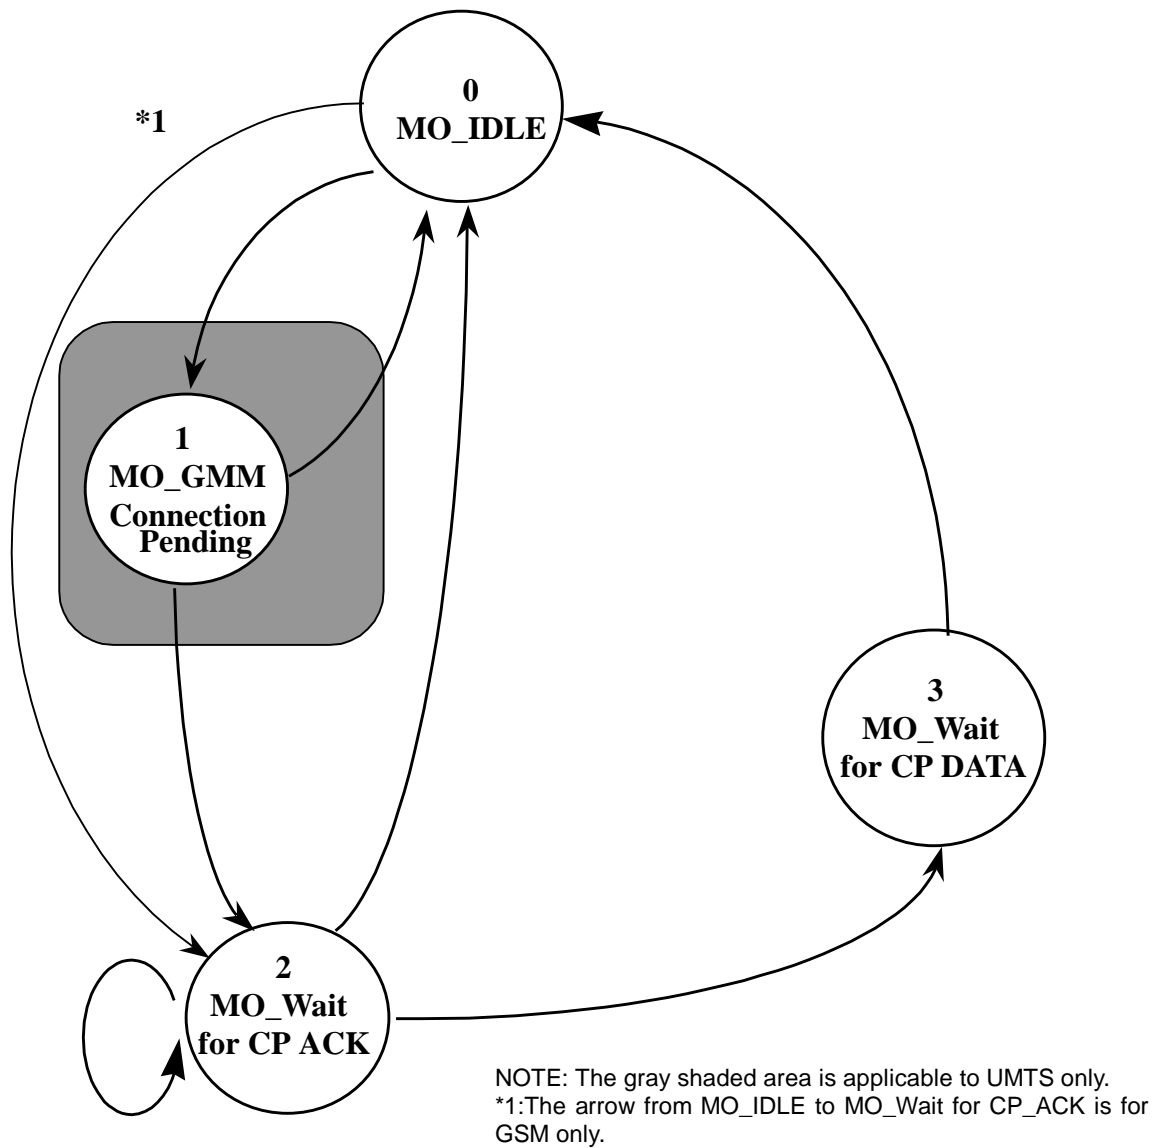 0
MO_IDLE
*1
1
MO_GMM
Connection
Pending
3
MO_Wait
for CP DATA
2
MO_Wait
for CP ACK
NOTE: The gray shaded area is applicable to UMTS only.
*1:The arrow from MO_IDLE to MO_Wait for CP_ACK is for
GSM only.